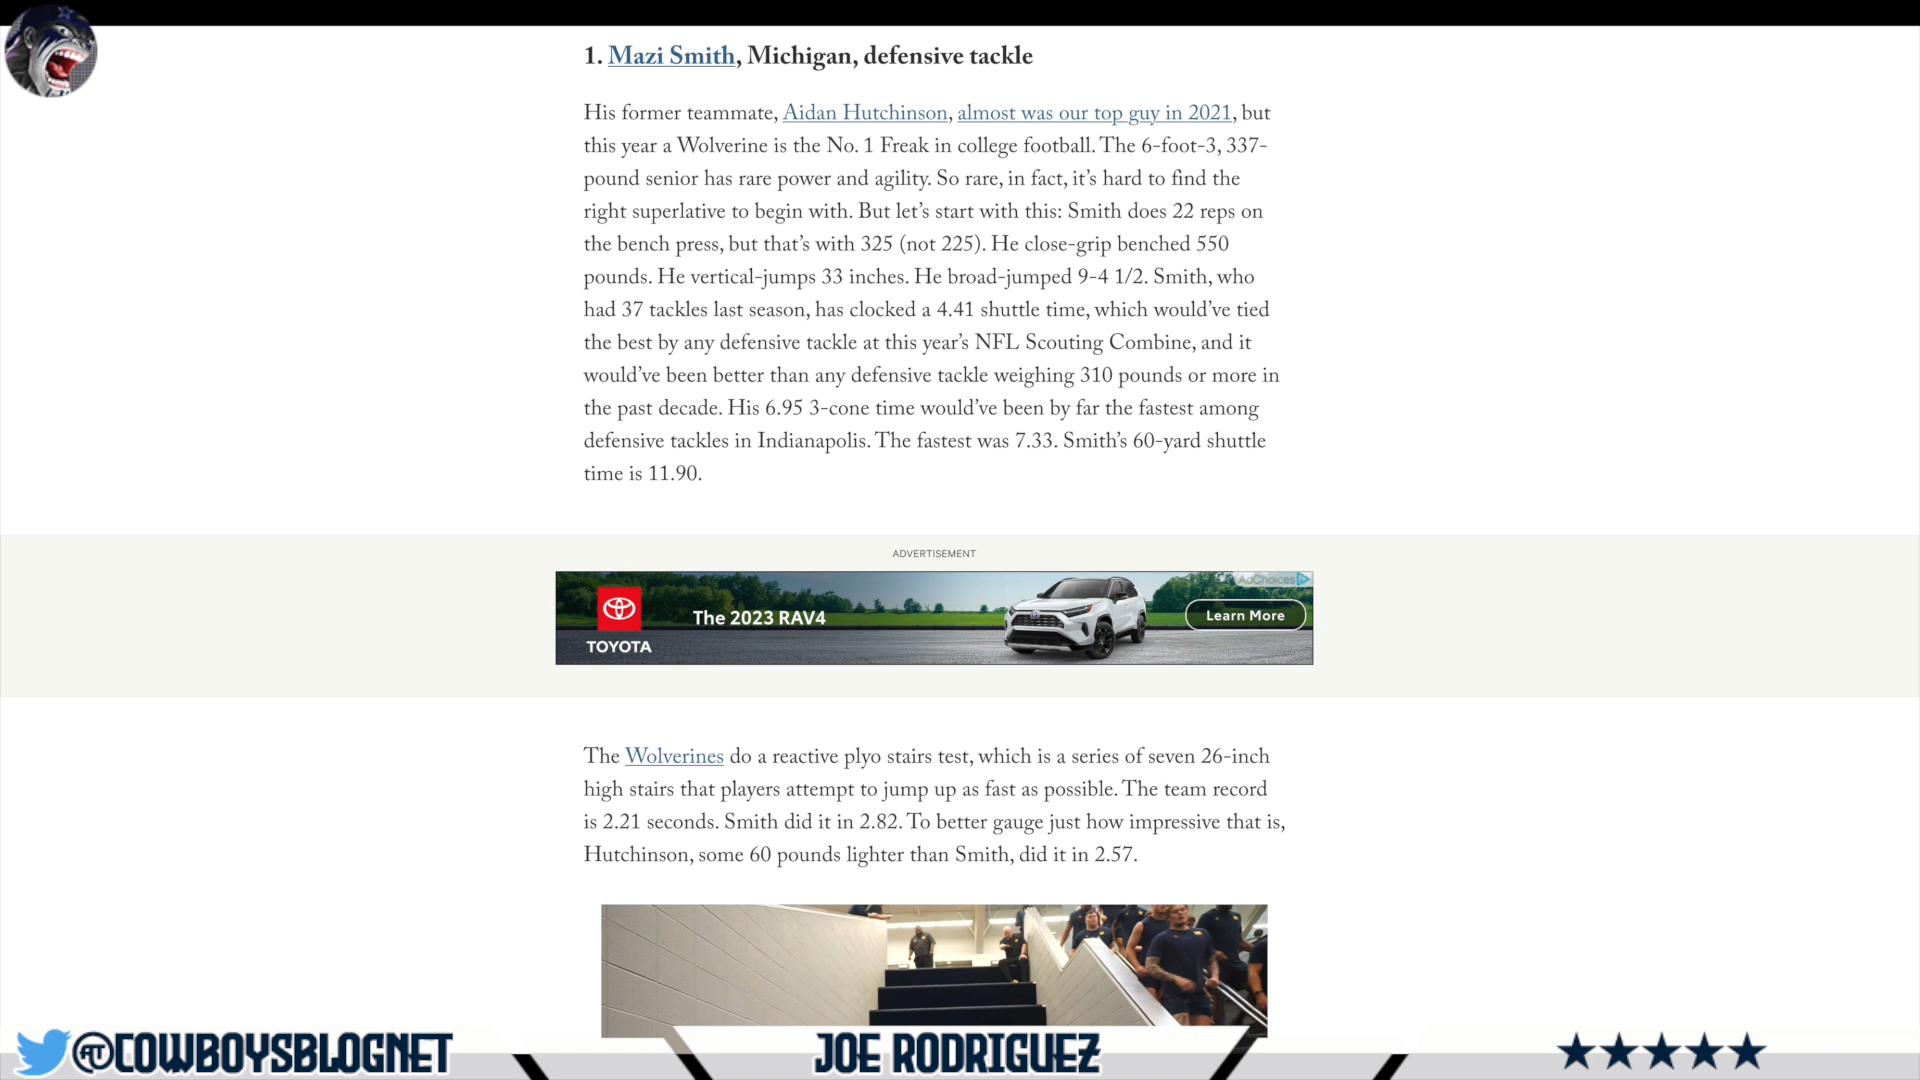 1. Mazi Smith, Michigan, defensive tackle
His former teammate, Aidan Hutchinson, almost was our top guy in 2021, but
this year a Wolverine is the No. 1 Freak in college football. The 6-foot-3, 337-
pound senior has rare power and agility. So rare, in fact, it’s hard to find the
right superlative to begin with. But let’s start with this: Smith does 22 reps on
the bench press, but that’s with 325 (not 225). He close-grip benched 550
pounds. He vertical-jumps 33 inches. He broad-jumped 9-4 1/2. Smith, who
had 37 tackles last season, has clocked a 4.41 shuttle time, which would’ve tied
the best by any defensive tackle at this year’s NFL Scouting Combine, and it
would’ve been better than any defensive tackle weighing 310 pounds or more in
the past decade. His 6.95 3-cone time would’ve been by far the fastest among
defensive tackles in Indianapolis. The fastest was 7.33. Smith’s 60-yard shuttle
time is 11.90.
ADVERTISEMENT
AdChoices
The 2023 RAV4
Learn More
TOYOTA
The Wolverines do a reactive plyo stairs test, which is a series of seven 26-inch
high stairs that players attempt to jump up as fast as possible. The team record
is 2.21 seconds. Smith did it in 2.82. To better gauge just how impressive that is,
Hutchinson, some 60 pounds lighter than Smith, did it in 2.57.
@COWBOYSBLOGNET
JOE RODRIGUEZ